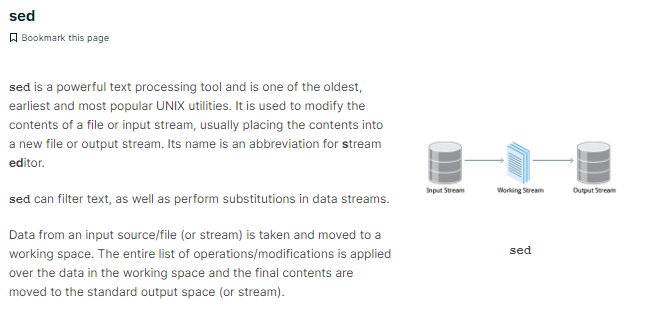 sed
Bookmark this page
sed is a powerful text processing tool and is one of the oldest,
earliest and most popular UNIX utilities. It is used to modify the
contents of a file or input stream, usually placing the contents into
a new file or output stream. Its name is an abbreviation for stream
editor.
sed can filter text, as well as perform substitutions in data streams.
Data from an input source/file (or stream) is taken and moved to a
working space. The entire list of operations/modifications is applied
over the data in the working space and the final contents are
moved to the standard output space (or stream).
Input Stream
Working Stream
Output Stream
sed